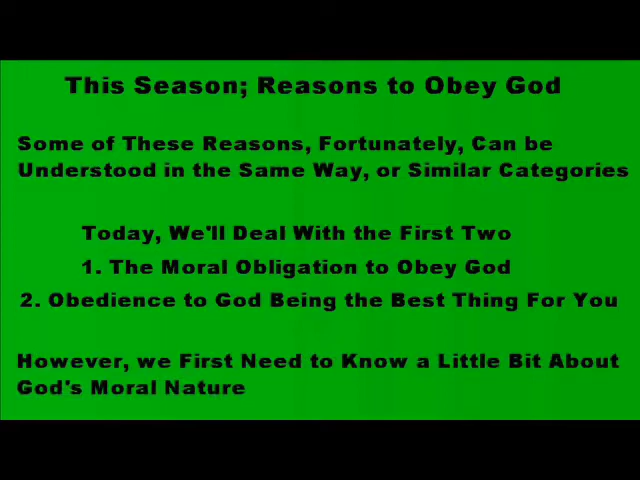 This Season; Reasons to Obey God
Some of These Reasons, Fortunately, Can be
Understood in the Same Way, or Similar Categories
Today, We'll Deal With the First Two
1. The Moral Obligation to Obey God
2. Obedience to God Being the Best Thing For You
However, we First Need to Know a Little Bit About
God's Moral Nature